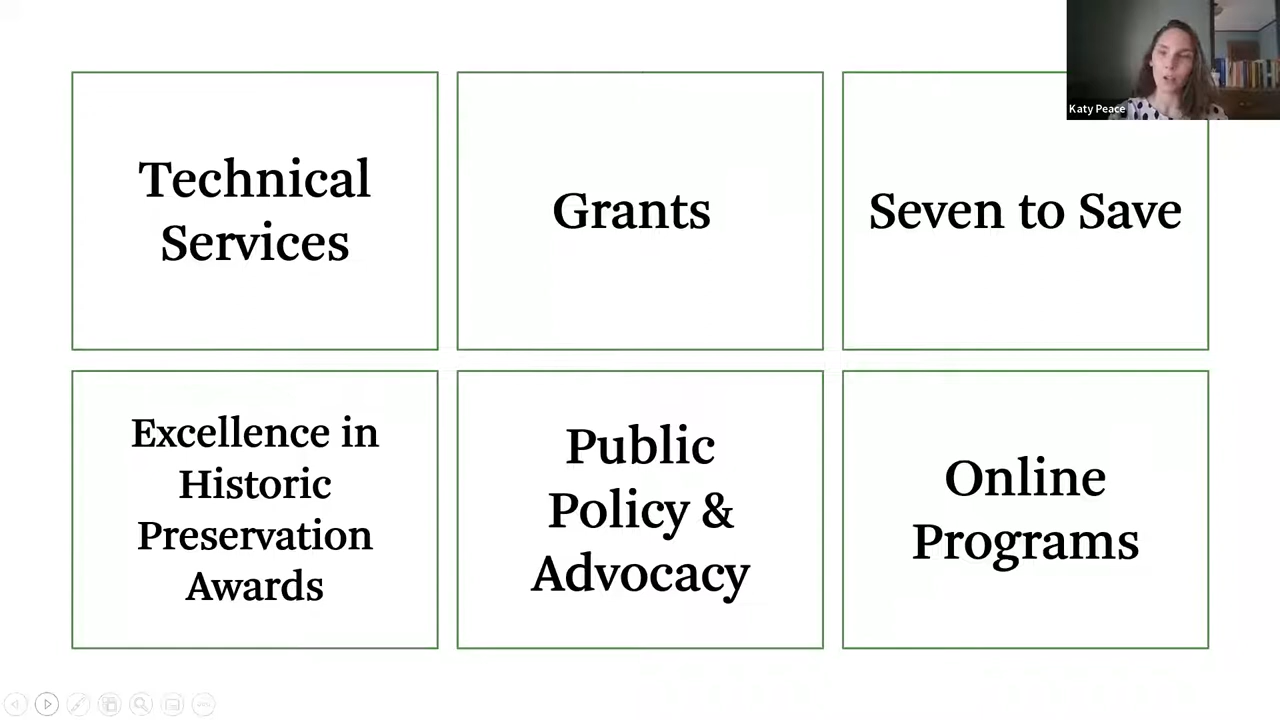 Katy Peace
Technical
Services
Grants
Seven to Save
Excellence in
Historic
Preservation
Awards
Public
Policy &
Advocacy
Online
Programs